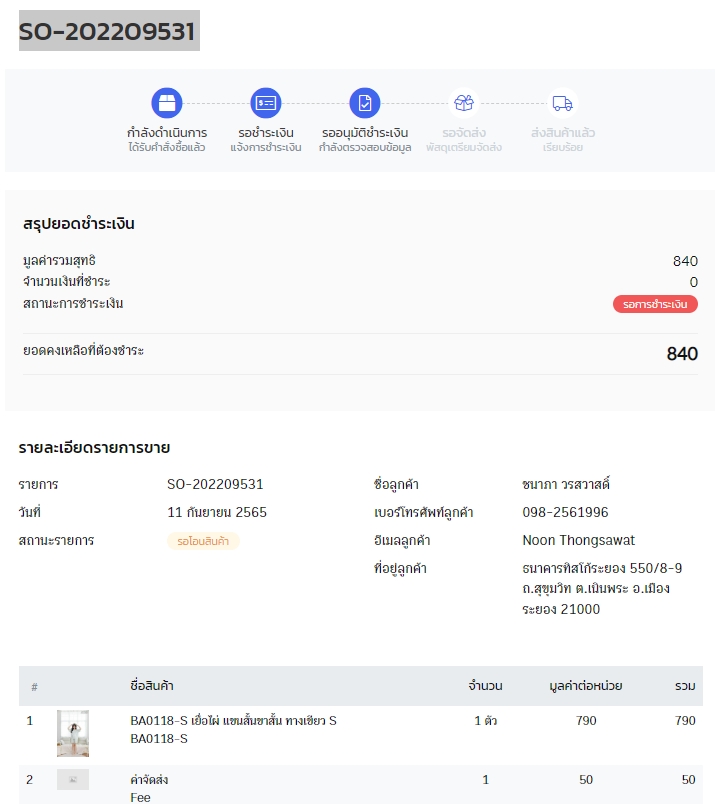 SO-202209531
กำลังดำเนินการ
ได้รับคำสั่งซื้อแล้ว
รอชำระเงิน
แจ้งการชำระเงิน
รออนุมัติชำระเงิน
กำลังตรวจสอบข้อมูล
รอจัดส่ง
พัสดุเตรียมจัดส่ง
ส่งสินค้าแล้ว
เรียบร้อย
สรุปยอดชำระเงิน
มูลค่ารวมสุทธิ 840
จำนวนเงินที่ชำระ 0
สถานะการชำระเงิน รอการชำระเงิน
ยอดคงเหลือที่ต้องชำระ 840
รายละเอียดรายการขาย
รายการ SO-202209531
วันที่ 11 กันยายน 2565
สถานะรายการ รอโอนสินค้า
ชื่อลูกค้า ชนาภา วรสวาสดิ์
เบอร์โทรศัพท์ลูกค้า 098-2561996
อีเมลลูกค้า Noon Thongsawat
ที่อยู่ลูกค้า ธนาคารทิสโก้ระยอง 550/8-9
ถ.สุขุมวิท ต.เนินพระ อ.เมือง
ระยอง 21000
# ชื่อสินค้า จำนวน มูลค่าต่อหน่วย รวม
1 BA0118-S เยื่อไผ่ แขนสั้นขาสั้น ทางเขียว S 1 ตัว 790 790
BA0118-S
2 ค่าจัดส่ง 1 50 50
Fee